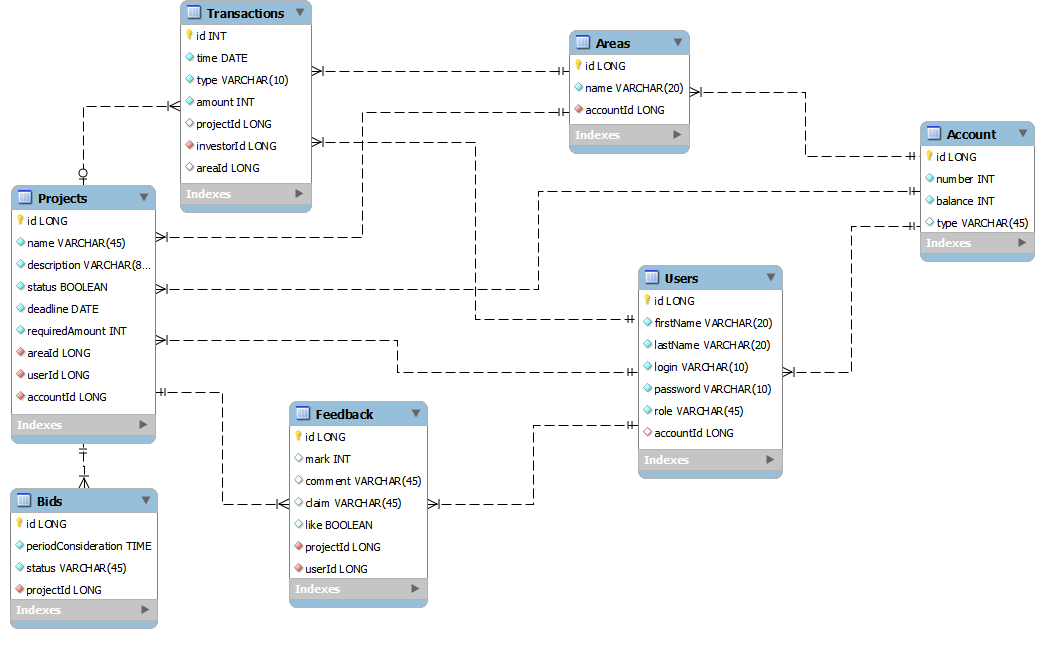 Transactions
id INT
time DATE
type VARCHAR(10)
amount INT
projectId LONG
investorId LONG
areaId LONG
Indexes
Areas
id LONG
name VARCHAR(20)
accountId LONG
Indexes
Account
id LONG
number INT
balance INT
type VARCHAR(45)
Indexes
Projects
id LONG
name VARCHAR(45)
description VARCHAR(8...
status BOOLEAN
deadline DATE
requiredAmount INT
areaId LONG
userId LONG
accountId LONG
Indexes
Users
id LONG
firstName VARCHAR(20)
lastName VARCHAR(20)
login VARCHAR(10)
password VARCHAR(10)
role VARCHAR(45)
accountId LONG
Indexes
Feedback
id LONG
mark INT
comment VARCHAR(45)
claim VARCHAR(45)
like BOOLEAN
projectId LONG
userId LONG
Indexes
Bids
id LONG
periodConsideration TIME
status VARCHAR(45)
projectId LONG
Indexes